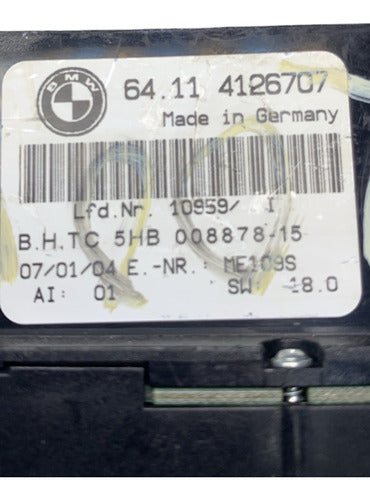 BMW
64.11 4126707
Made in Germany
Lfd.Nr. 10959/ I
B.H.T.C 5HB 008878-15
07/01/04 E.-NR.: ME109S
AI: 01 SW: 18.0